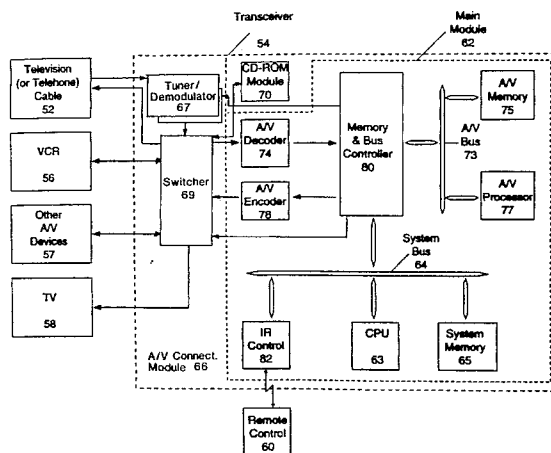 Transceiver
54
Main
Module
62
Television
(or Telehone)
Cable
52
Tuner/
Demodulator
67
CD-ROM
Module
70
A/V
Memory
75
VCR
56
A/V
Decoder
74
Memory
& Bus
Controller
80
A/V
Bus
73
Switcher
69
A/V
Encoder
78
A/V
Processor
77
Other
A/V
Devices
57
System
Bus
64
TV
58
IR
Control
82
CPU
63
System
Memory
65
A/V Connect.
Module 66
Remote
Control
60